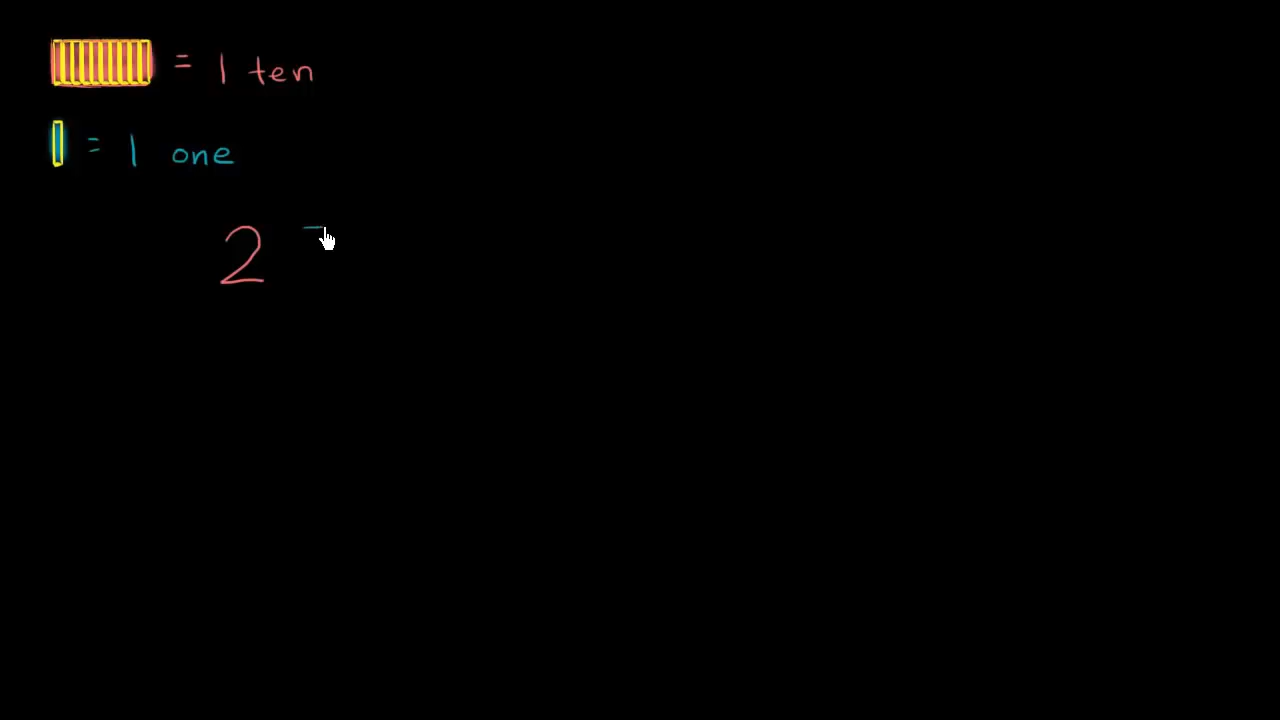 = 1 ten
= 1 one
2